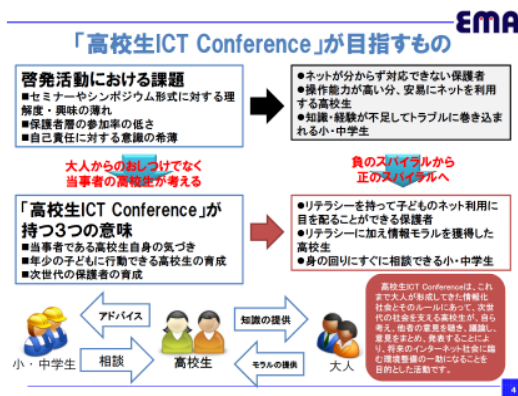 EMA
「高校生ICT Conference」が目指すもの
啓発活動における課題
■セミナーやシンポジウム形式に対する理
解度・興味の薄れ
■保護者層の参加率の低さ
■自己責任に対する意識の希薄
●ネットが分からず対応できない保護者
●操作能力が高い分、安易にネットを利用
する高校生
●知識・経験が不足してトラブルに巻き込ま
れる小・中学生
大人からのおしつけでなく
当事者の高校生が考える
負のスパイラルから
正のスパイラルへ
「高校生ICT Conference」が
持つ3つの意味
■当事者である高校生自身の気づき
■年少の子どもに行動できる高校生の育成
■次世代の保護者の育成
●リテラシーを持って子どものネット利用に
目を配ることができる保護者
●リテラシーに加え情報モラルを獲得した
高校生
●身の回りにすぐに相談できる小・中学生
アドバイス
相談
小・中学生
高校生
知識の提供
モラルの提供
大人
高校生ICT Conferenceは、これ
まで大人が形成してきた情報化
社会とそのルールにあって、次世
代の社会を支える高校生が、自ら
考え、他者の意見を聴き、議論し、
意見をまとめ、発表することによ
り、将来のインターネット社会に臨
む環境整備の一助になることを
目的とした活動です。
4